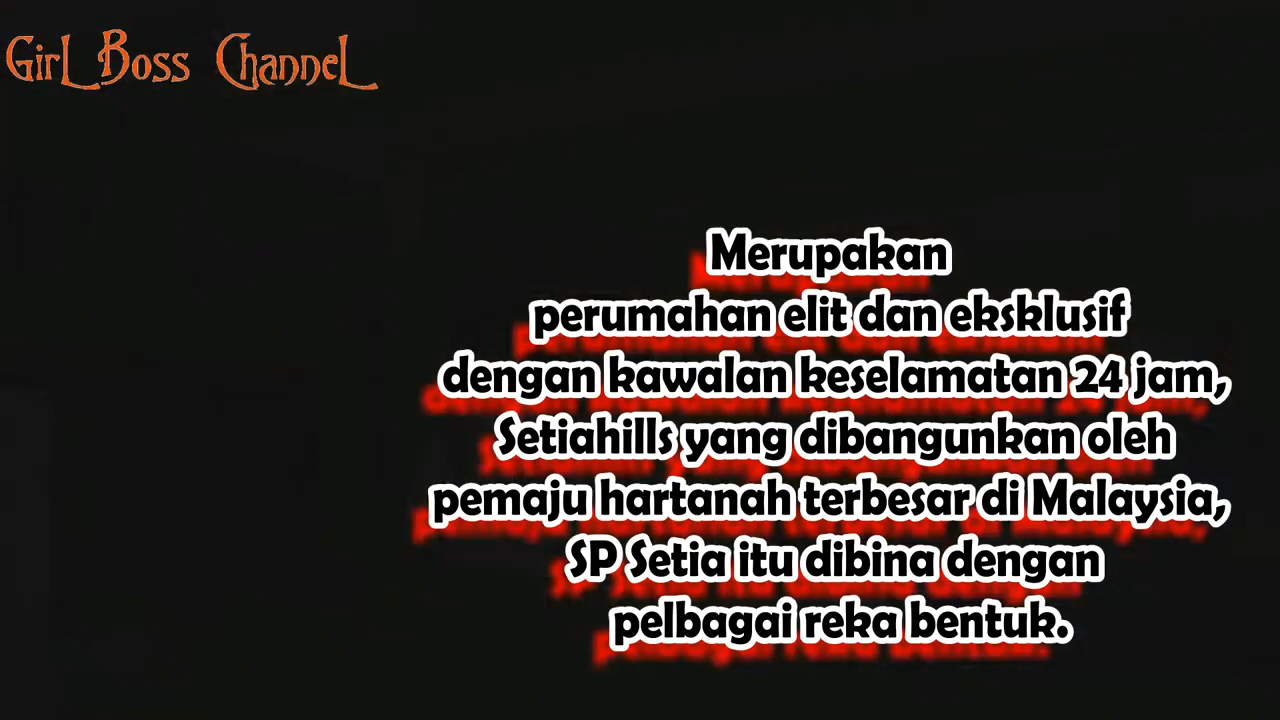 Girl Boss Channel
Merupakan
perumahan elit dan eksklusif
dengan kawalan keselamatan 24 jam,
Setiahills yang dibangunkan oleh
pemaju hartanah terbesar di Malaysia,
SP Setia itu dibina dengan
pelbagai reka bentuk.